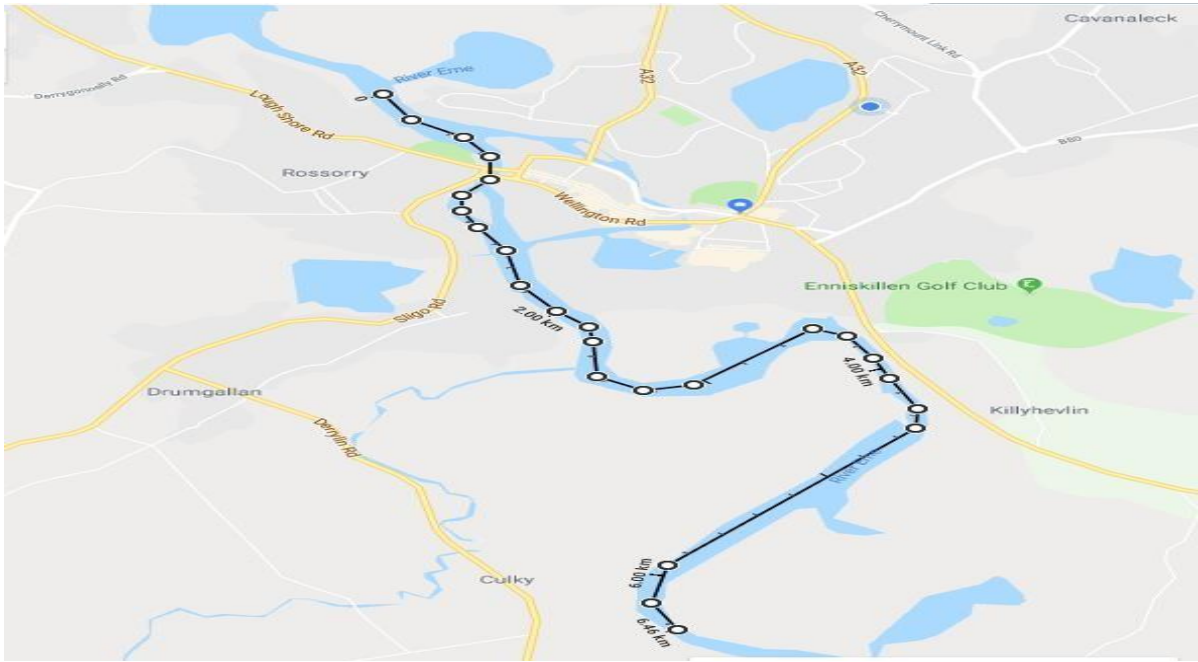 Cavanaleck
Cherrymount Link Rd
A32
A32
River Erne
Derrygonnelly Rd
0
Lough Shore Rd
B80
Rossorry
Wellington Rd
Enniskillen Golf Club
Sligo Rd
2.00 km
4.00 km
Drumgallan
Killyhevlin
Derrylin Rd
River Erne
6.00 km
Culky
6.46 km